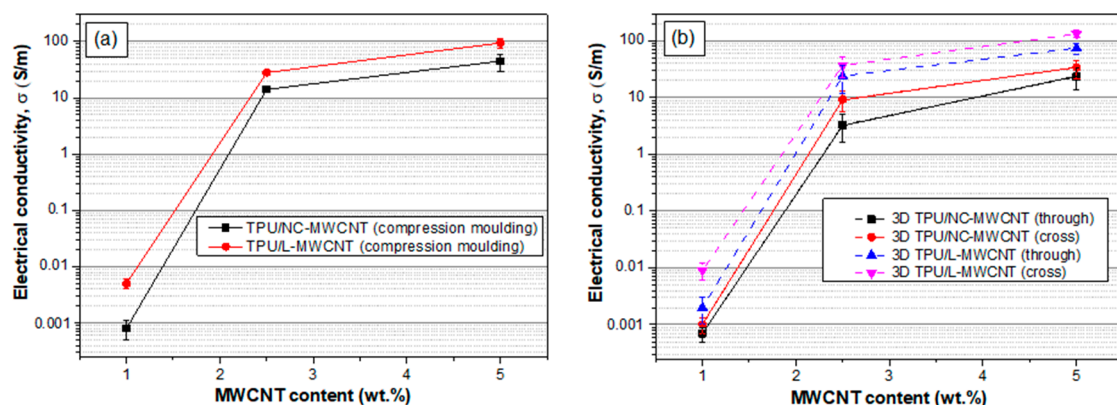 (a)
Electrical conductivity, σ (S/m)
100
10
1
0.1
0.01
0.001
TPU/NC-MWCNT (compression moulding)
TPU/L-MWCNT (compression moulding)
1 2 3 4 5
MWCNT content (wt.%)
(b)
Electrical conductivity, σ (S/m)
100
10
1
0.1
0.01
0.001
3D TPU/NC-MWCNT (through)
3D TPU/NC-MWCNT (cross)
3D TPU/L-MWCNT (through)
3D TPU/L-MWCNT (cross)
1 2 3 4 5
MWCNT content (wt.%)